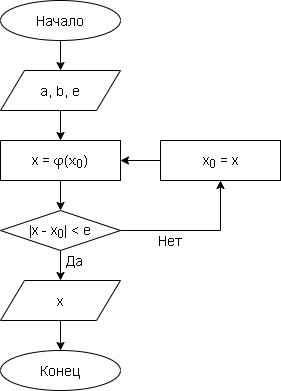 Начало
a, b, e
x = φ(x₀)
x₀ = x
|x - x₀| < e
Нет
Да
x
Конец